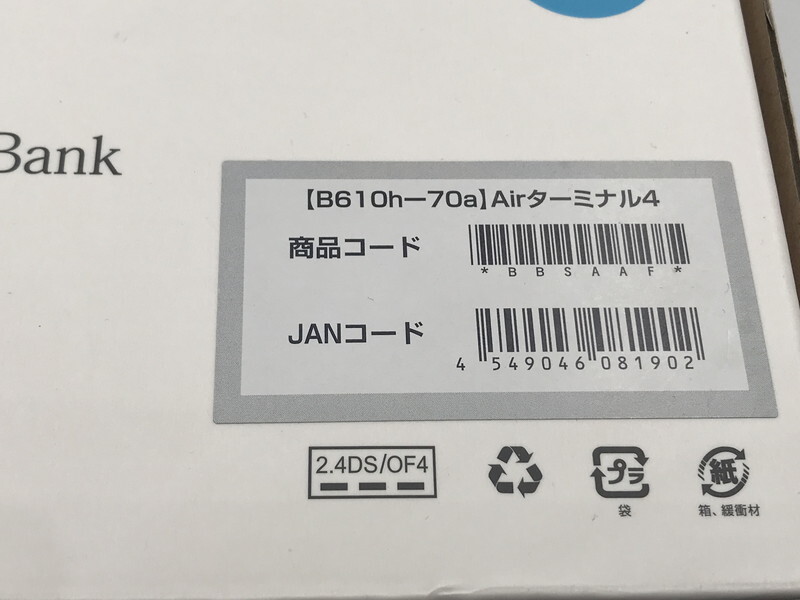 Bank
【B610h−70a】Airターミナル4
商品コード
*BBSAAF*
JANコード
4 549046 081902
2.4DS/OF4
プラ
紙
袋
箱、緩衝材